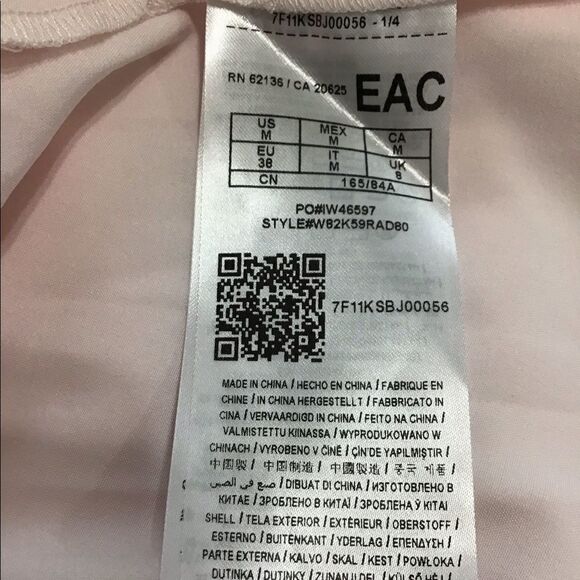 7F11KSBJ00056 - 1/4
RN 62136 / CA 20625 EAC
US MEX CA
M M M
EU IT UK
38 M 8
CN 165/84A
PO#IW46597
STYLE#W82K59RAD80
7F11KSBJ00056
MADE IN CHINA / HECHO EN CHINA / FABRIQUE EN
CHINE / IN CHINA HERGESTELLT / FABBRICATO IN
CINA / VERVAARDIGD IN CHINA / FEITO NA CHINA /
VALMISTETTU KIINASSA / WYPRODUKOWANO W
CHINACH / VYROBENO V ČÍNĚ / ÇİN'DE YAPILMIŞTIR /
中国製 / 中国制造 / 中國製造 / 중국 제품 /
صنع في الصين / DIBUAT DI CHINA / ИЗГОТОВЛЕНО В
КИТАЕ / ЗРОБЛЕНО В КИТАЇ / ЗРОБЛЕНА Ў КІТАІ
SHELL / TELA EXTERIOR / EXTÉRIEUR / OBERSTOFF /
ESTERNO / BUITENKANT / YDERLAG / ΕΠΕΝΔΥΣΗ /
PARTE EXTERNA / KALVO / SKAL / KEST / POWŁOKA /
DUTINKA / DUTINKY /